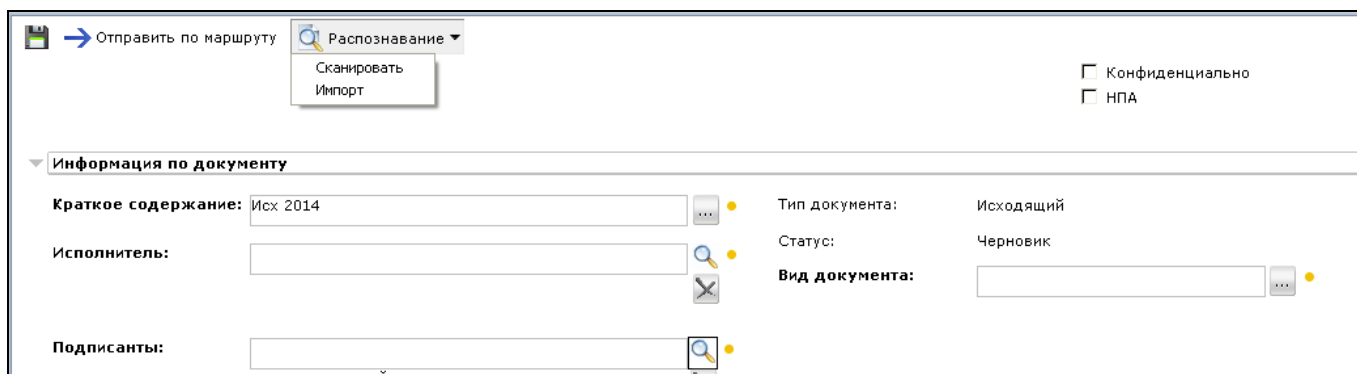 Отправить по маршруту Распознавание
Сканировать
Импорт
Конфиденциально
НПА
Информация по документу
Краткое содержание: Исх 2014 ... Тип документа: Исходящий
Статус: Черновик
Исполнитель:
Вид документа: ...
Подписанты: